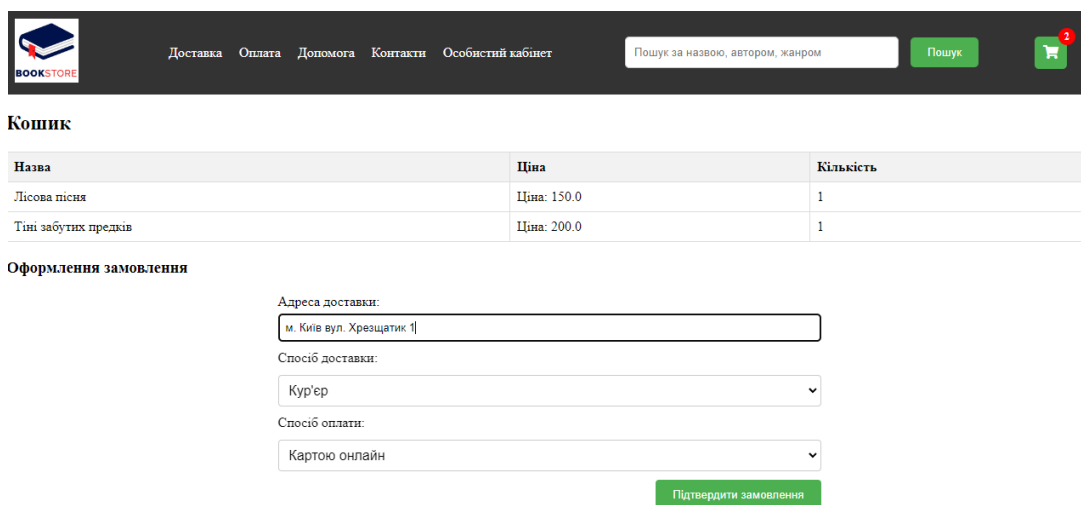 BOOKSTORE
Доставка Оплата Допомога Контакти Особистий кабінет Пошук за назвою, автором, жанром Пошук 2
Кошик
Назва Ціна Кількість
Лісова пісня Ціна: 150.0 1
Тіні забутих предків Ціна: 200.0 1
Оформлення замовлення
Адреса доставки:
м. Київ вул. Хрезщатик 1
Спосіб доставки:
Кур'єр
Спосіб оплати:
Картою онлайн
Підтвердити замовлення